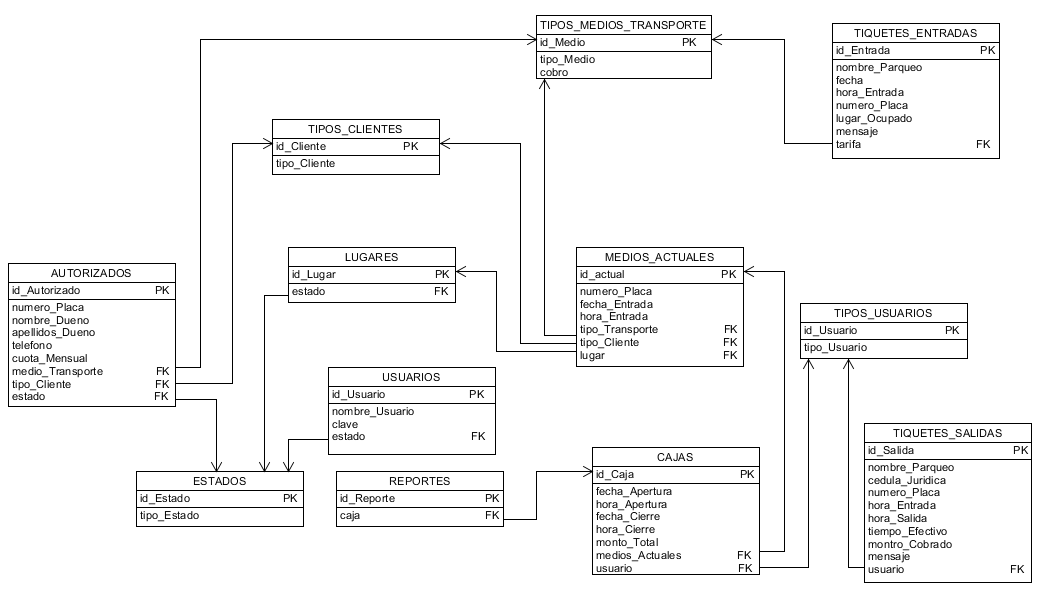 TIPOS_MEDIOS_TRANSPORTE
id_Medio PK
tipo_Medio
cobro
TIQUETES_ENTRADAS
id_Entrada PK
nombre_Parqueo
fecha
hora_Entrada
numero_Placa
lugar_Ocupado
mensaje
tarifa FK
TIPOS_CLIENTES
id_Cliente PK
tipo_Cliente
AUTORIZADOS
id_Autorizado PK
numero_Placa
nombre_Dueno
apellidos_Dueno
telefono
cuota_Mensual
medio_Transporte FK
tipo_Cliente FK
estado FK
LUGARES
id_Lugar PK
estado FK
MEDIOS_ACTUALES
id_actual PK
numero_Placa
fecha_Entrada
hora_Entrada
tipo_Transporte FK
tipo_Cliente FK
lugar FK
TIPOS_USUARIOS
id_Usuario PK
tipo_Usuario
USUARIOS
id_Usuario PK
nombre_Usuario
clave
estado FK
ESTADOS
id_Estado PK
tipo_Estado
REPORTES
id_Reporte PK
caja FK
CAJAS
id_Caja PK
fecha_Apertura
hora_Apertura
fecha_Cierre
hora_Cierre
monto_Total
medios_Actuales FK
usuario FK
TIQUETES_SALIDAS
id_Salida PK
nombre_Parqueo
cedula_Juridica
numero_Placa
hora_Entrada
hora_Salida
tiempo_Efectivo
montro_Cobrado
mensaje
usuario FK